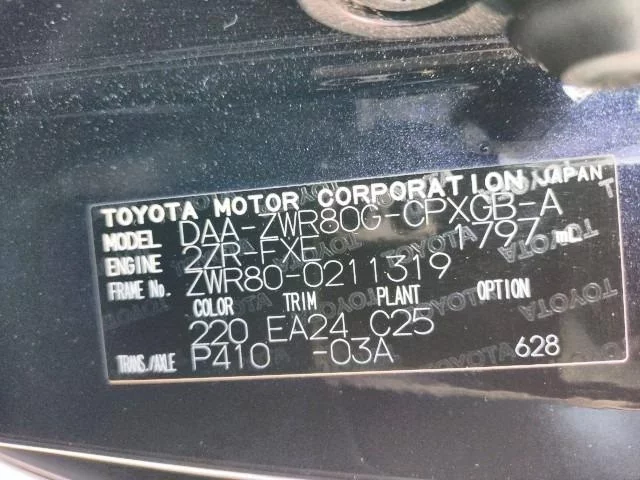 TOYOTA MOTOR CORPORATION JAPAN
MODEL DAA-ZWR80G-CPXGB-A
ENGINE 2ZR-FXE 1797 mL
FRAME No. ZWR80-0211319
COLOR TRIM PLANT OPTION
220 EA24 C25
TRANS./AXLE P410 -03A 628